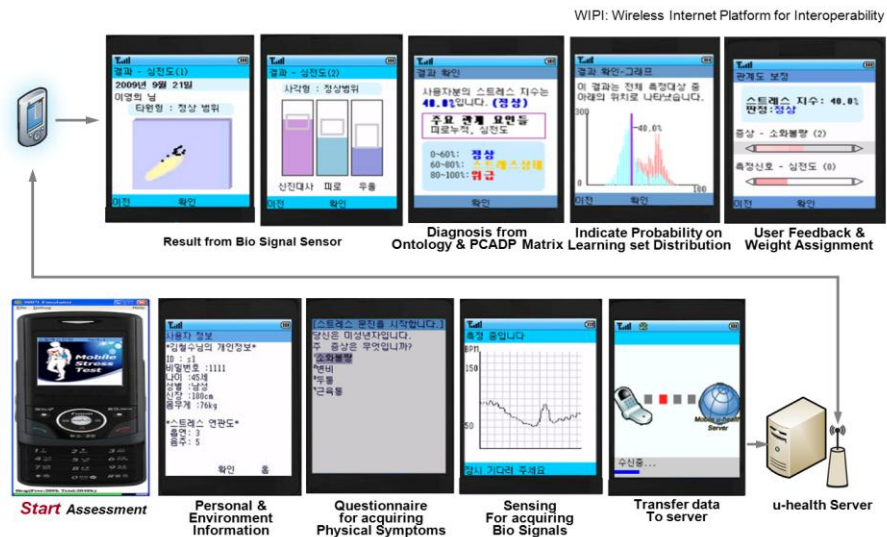 WIPI: Wireless Internet Platform for Interoperability
결과 - 심전도(1)
2009년 9월 21일
이영희 님
타원형 : 정상 범위
이전 확인
결과 - 심전도(2)
사각형 : 정상범위
신진대사 피로 우울
이전 확인
결과 확인
사용자분의 스트레스 지수는
40.0%입니다. (정상)
주요 관계 요인들
피로누적, 심전도
0~60%: 정상
60~80%: 스트레스상태
80~100%: 위급
확인
결과 확인-그래프
이 결과는 전체 측정대상 중
아래의 위치로 나타났습니다.
300
-40.0%
0
100
이전 확인
관계도 보정
스트레스 지수: 40.0%
판정:정상
증상 - 소화불량 (2)
측정신호 - 심전도 (0)
이전 확인
Result from Bio Signal Sensor
Diagnosis from
Ontology & PCADP Matrix
Indicate Probability on
Learning set Distribution
User Feedback &
Weight Assignment
WIPI Emulator
Mobile
Stress
Test
Start Assessment
사용자 정보
*김철수님의 개인정보*
ID : s1
비밀번호 :1111
나이 :45세
성별 :남성
신장 :180cm
몸무게 :76kg
*스트레스 연관도*
흡연: 3
음주: 5
확인 홈
Personal &
Environment
Information
[스트레스 문진를 시작합니다.]
당신은 미성년자입니다.
주 증상은 무엇입니까?
*소화불량
*변비
*두통
*근육통
Questionnaire
for acquiring
Physical Symptoms
측정 중입니다
BPM
150
50
잠시 기다려 주세요
Sensing
For acquiring
Bio Signals
Mobile u-health
Server
수신중...
Transfer data
To server
u-health Server